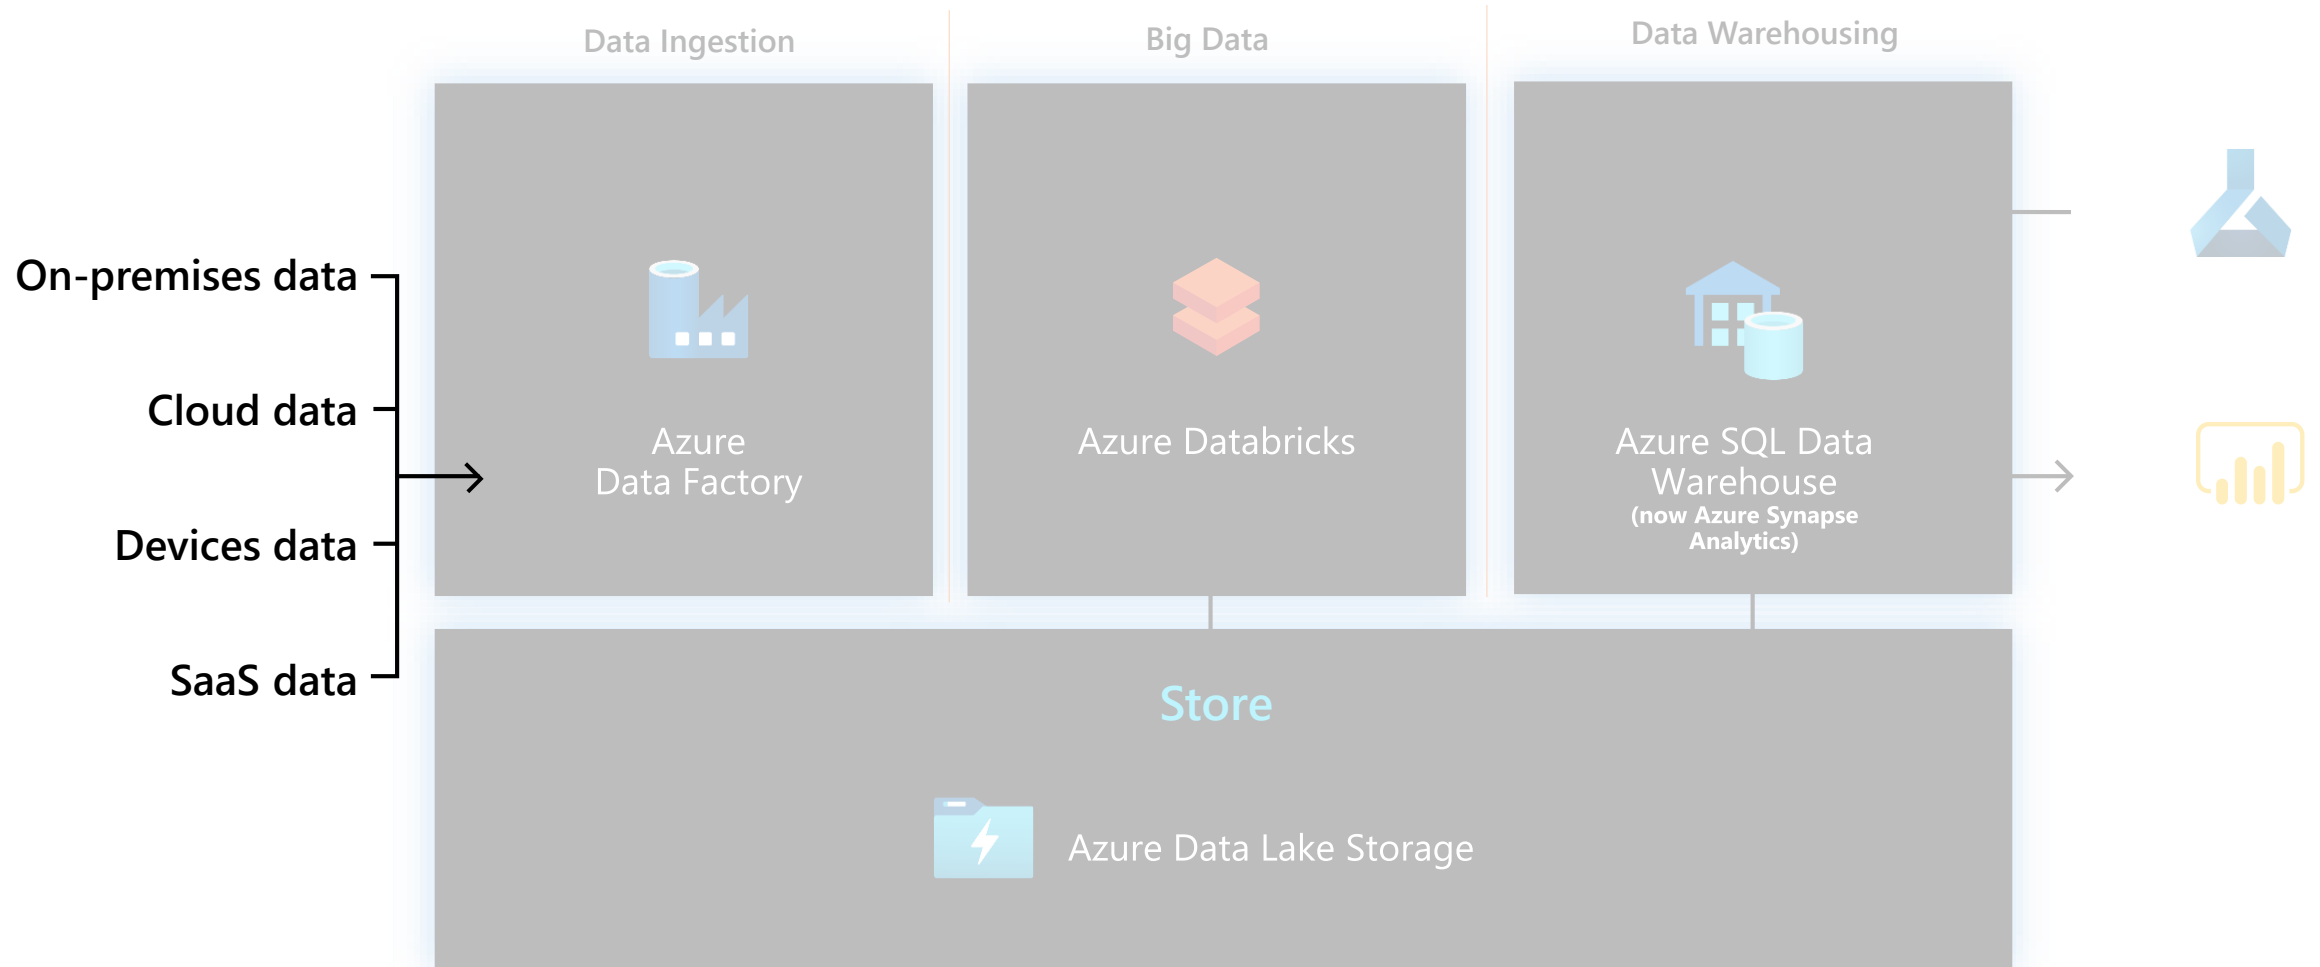 Data Ingestion
Big Data
Data Warehousing
On-premises data
Cloud data
Devices data
SaaS data
Azure
Data Factory
Azure Databricks
Azure SQL Data
Warehouse
(now Azure Synapse
Analytics)
Store
Azure Data Lake Storage